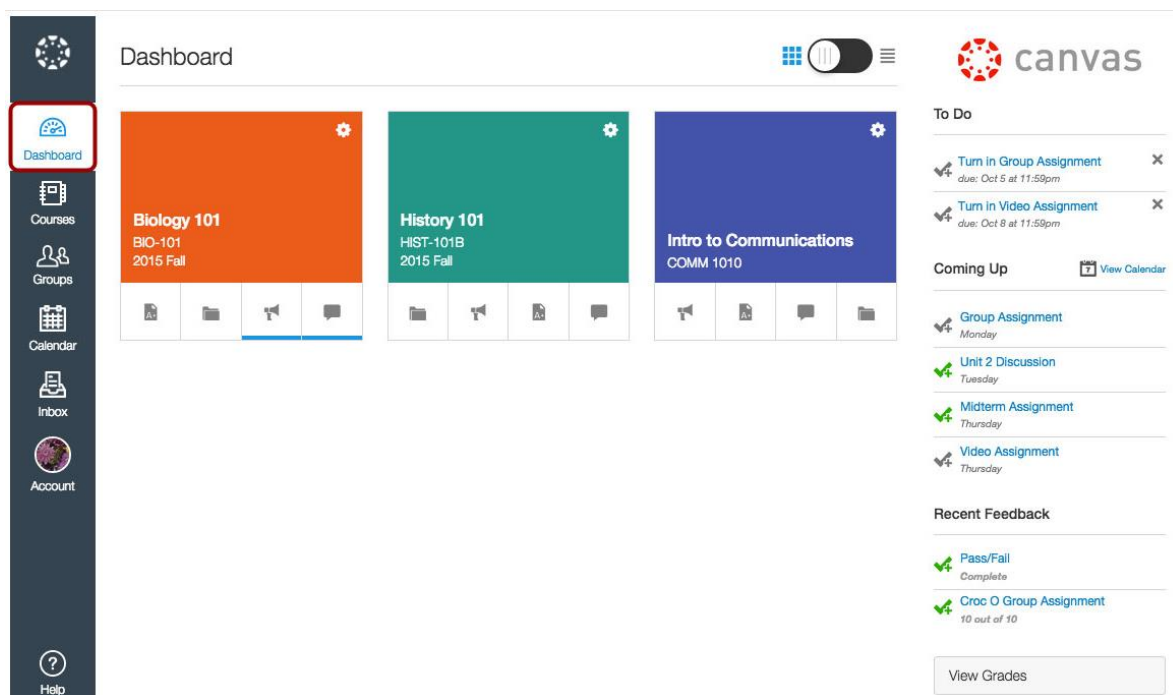 Dashboard
Courses
Groups
Calendar
Inbox
Account
Help
Dashboard
Biology 101
BIO-101
2015 Fall
History 101
HIST-101B
2015 Fall
Intro to Communications
COMM 1010
canvas
To Do
Turn in Group Assignment
due: Oct 5 at 11:59pm
Turn in Video Assignment
due: Oct 8 at 11:59pm
Coming Up
7 View Calendar
Group Assignment
Monday
Unit 2 Discussion
Tuesday
Midterm Assignment
Thursday
Video Assignment
Thursday
Recent Feedback
Pass/Fail
Complete
Croc O Group Assignment
10 out of 10
View Grades